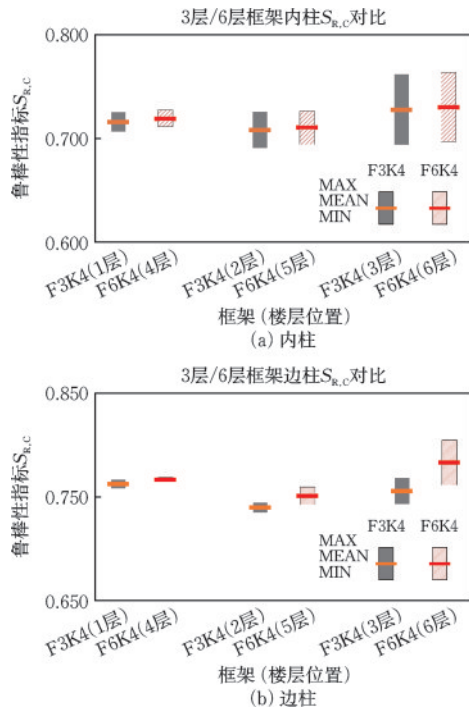 3层/6层框架内柱S_R,C对比
鲁棒性指标S_R,C
0.800
0.700
0.600
F3K4 F6K4
MAX
MEAN
MIN
F3K4(1层)
F6K4(4层)
F3K4(2层)
F6K4(5层)
F3K4(3层)
F6K4(6层)
框架(楼层位置)
(a) 内柱
3层/6层框架边柱S_R,C对比
鲁棒性指标S_R,C
0.850
0.750
0.650
F3K4 F6K4
MAX
MEAN
MIN
F3K4(1层)
F6K4(4层)
F3K4(2层)
F6K4(5层)
F3K4(3层)
F6K4(6层)
框架(楼层位置)
(b) 边柱